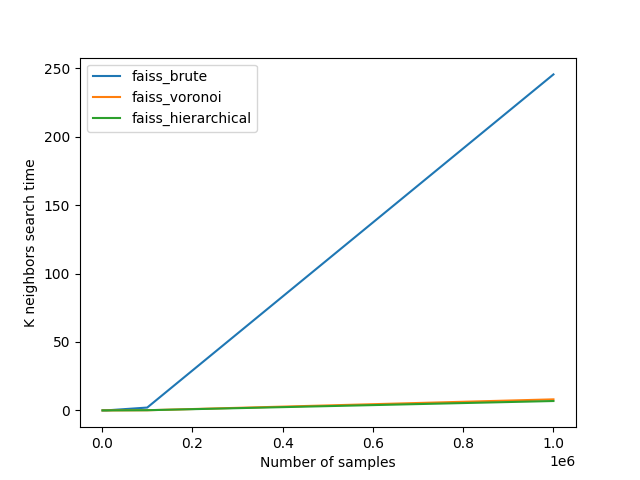 faiss_brute
faiss_voronoi
faiss_hierarchical
K neighbors search time
250
200
150
100
50
0
0.0 0.2 0.4 0.6 0.8 1.0
1e6
Number of samples